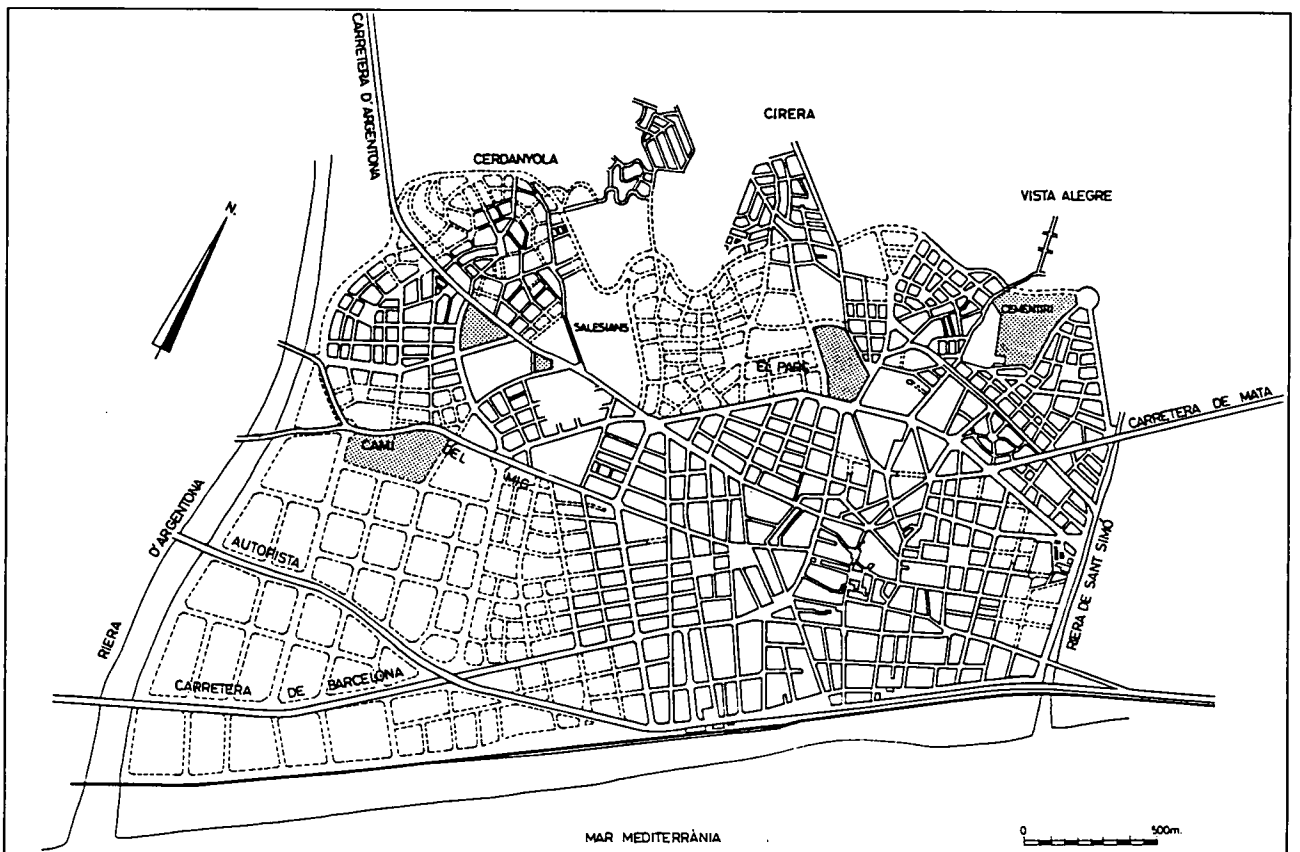 CARRETERA D'ARGENTONA
CIRERA
CERDANYOLA
VISTA ALEGRE
N.
CEMENTIRI
SALESIANS
EL PARC
CARRETERA DE MATA
CAMÍ DEL MIG
RIERA D'ARGENTONA
AUTOPISTA
RIERA DE SANT SIMÓ
CARRETERA DE BARCELONA
MAR MEDITERRÀNIA
0 500m.